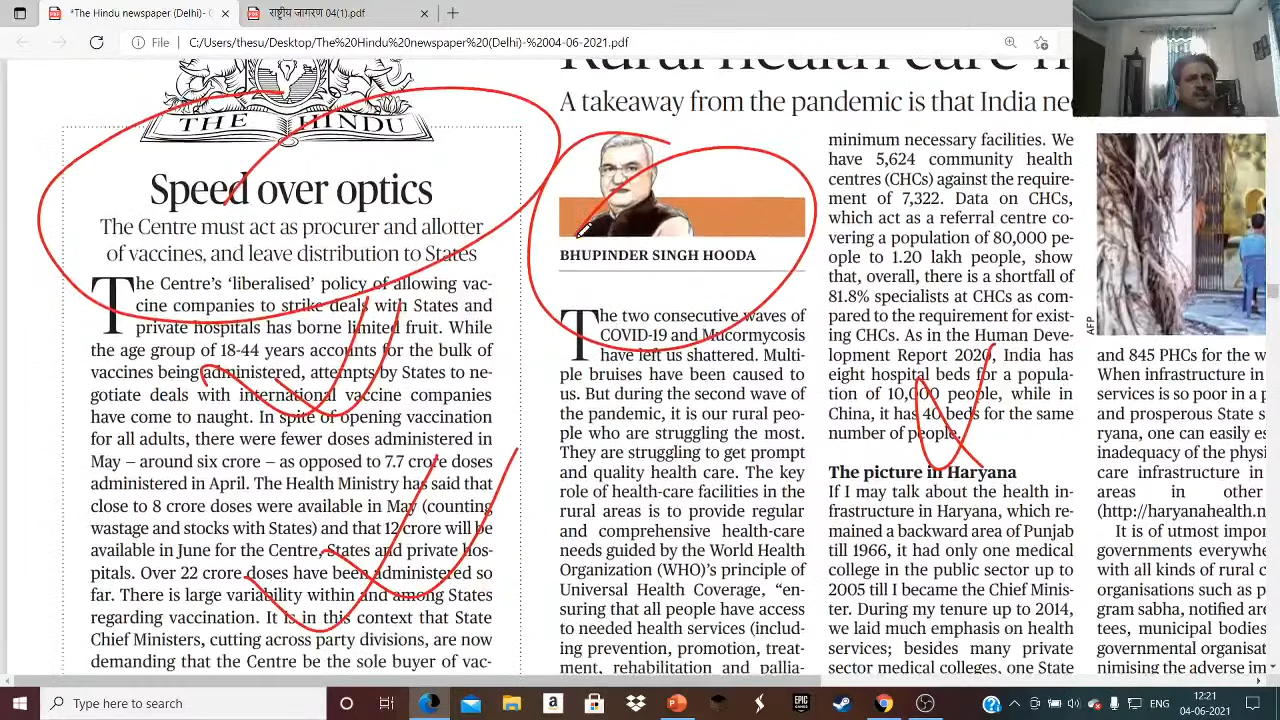 *The Hindu newspaper(Delhi)- 0
राष्ट्रीय जागरण 04(1).pdf
File
C:/Users/thesu/Desktop/The%20Hindu%20newspaper(Delhi)-%2004-06-2021.pdf
THE HINDU
Speed over optics
The Centre must act as procurer and allotter
of vaccines, and leave distribution to States
The Centre's ‘liberalised’ policy of allowing vac-
cine companies to strike deals with States and
private hospitals has borne limited fruit. While
the age group of 18-44 years accounts for the bulk of
vaccines being administered, attempts by States to ne-
gotiate deals with international vaccine companies
have come to naught. In spite of opening vaccination
for all adults, there were fewer doses administered in
May – around six crore – as opposed to 7.7 crore doses
administered in April. The Health Ministry has said that
close to 8 crore doses were available in May (counting
wastage and stocks with States) and that 12 crore will be
available in June for the Centre, States and private hos-
pitals. Over 22 crore doses have been administered so
far. There is large variability within and among States
regarding vaccination. It is in this context that State
Chief Ministers, cutting across party divisions, are now
demanding that the Centre be the sole buyer of vac-
Rural health care
A takeaway from the pandemic is that India
BHUPINDER SINGH HOODA
The two consecutive waves of
COVID-19 and Mucormycosis
have left us shattered. Multi-
ple bruises have been caused to
us. But during the second wave of
the pandemic, it is our rural peo-
ple who are struggling the most.
They are struggling to get prompt
and quality health care. The key
role of health-care facilities in the
rural areas is to provide regular
and comprehensive health-care
needs guided by the World Health
Organization (WHO)'s principle of
Universal Health Coverage, “en-
suring that all people have access
to needed health services (includ-
ing prevention, promotion, treat-
ment, rehabilitation and pallia-
minimum necessary facilities. We
have 5,624 community health
centres (CHCs) against the require-
ment of 7,322. Data on CHCs,
which act as a referral centre co-
vering a population of 80,000 pe-
ople to 1.20 lakh people, show
that, overall, there is a shortfall of
81.8% specialists at CHCs as com-
pared to the requirement for exist-
ing CHCs. As in the Human Deve-
lopment Report 2020, India has
eight hospital beds for a popula-
tion of 10,000 people, while in
China, it has 40 beds for the same
number of people.
The picture in Haryana
If I may talk about the health in-
frastructure in Haryana, which re-
mained a backward area of Punjab
till 1966, it had only one medical
college in the public sector up to
2005 till I became the Chief Minis-
ter. During my tenure up to 2014,
we laid much emphasis on health
services; besides many private
sector medical colleges, one State
AFP
and 845 PHCs for the
When infrastructure in
services is so poor in a
and prosperous State
ryana, one can easily
inadequacy of the
care infrastructure in
areas in other
(http://haryanahealth.
It is of utmost
governments
with all kinds of rural
organisations such as
gram sabha, notified
tees, municipal bodies
governmental
nimising the adverse
Type here to search
EPIC
ENG
12:21
04-06-2021